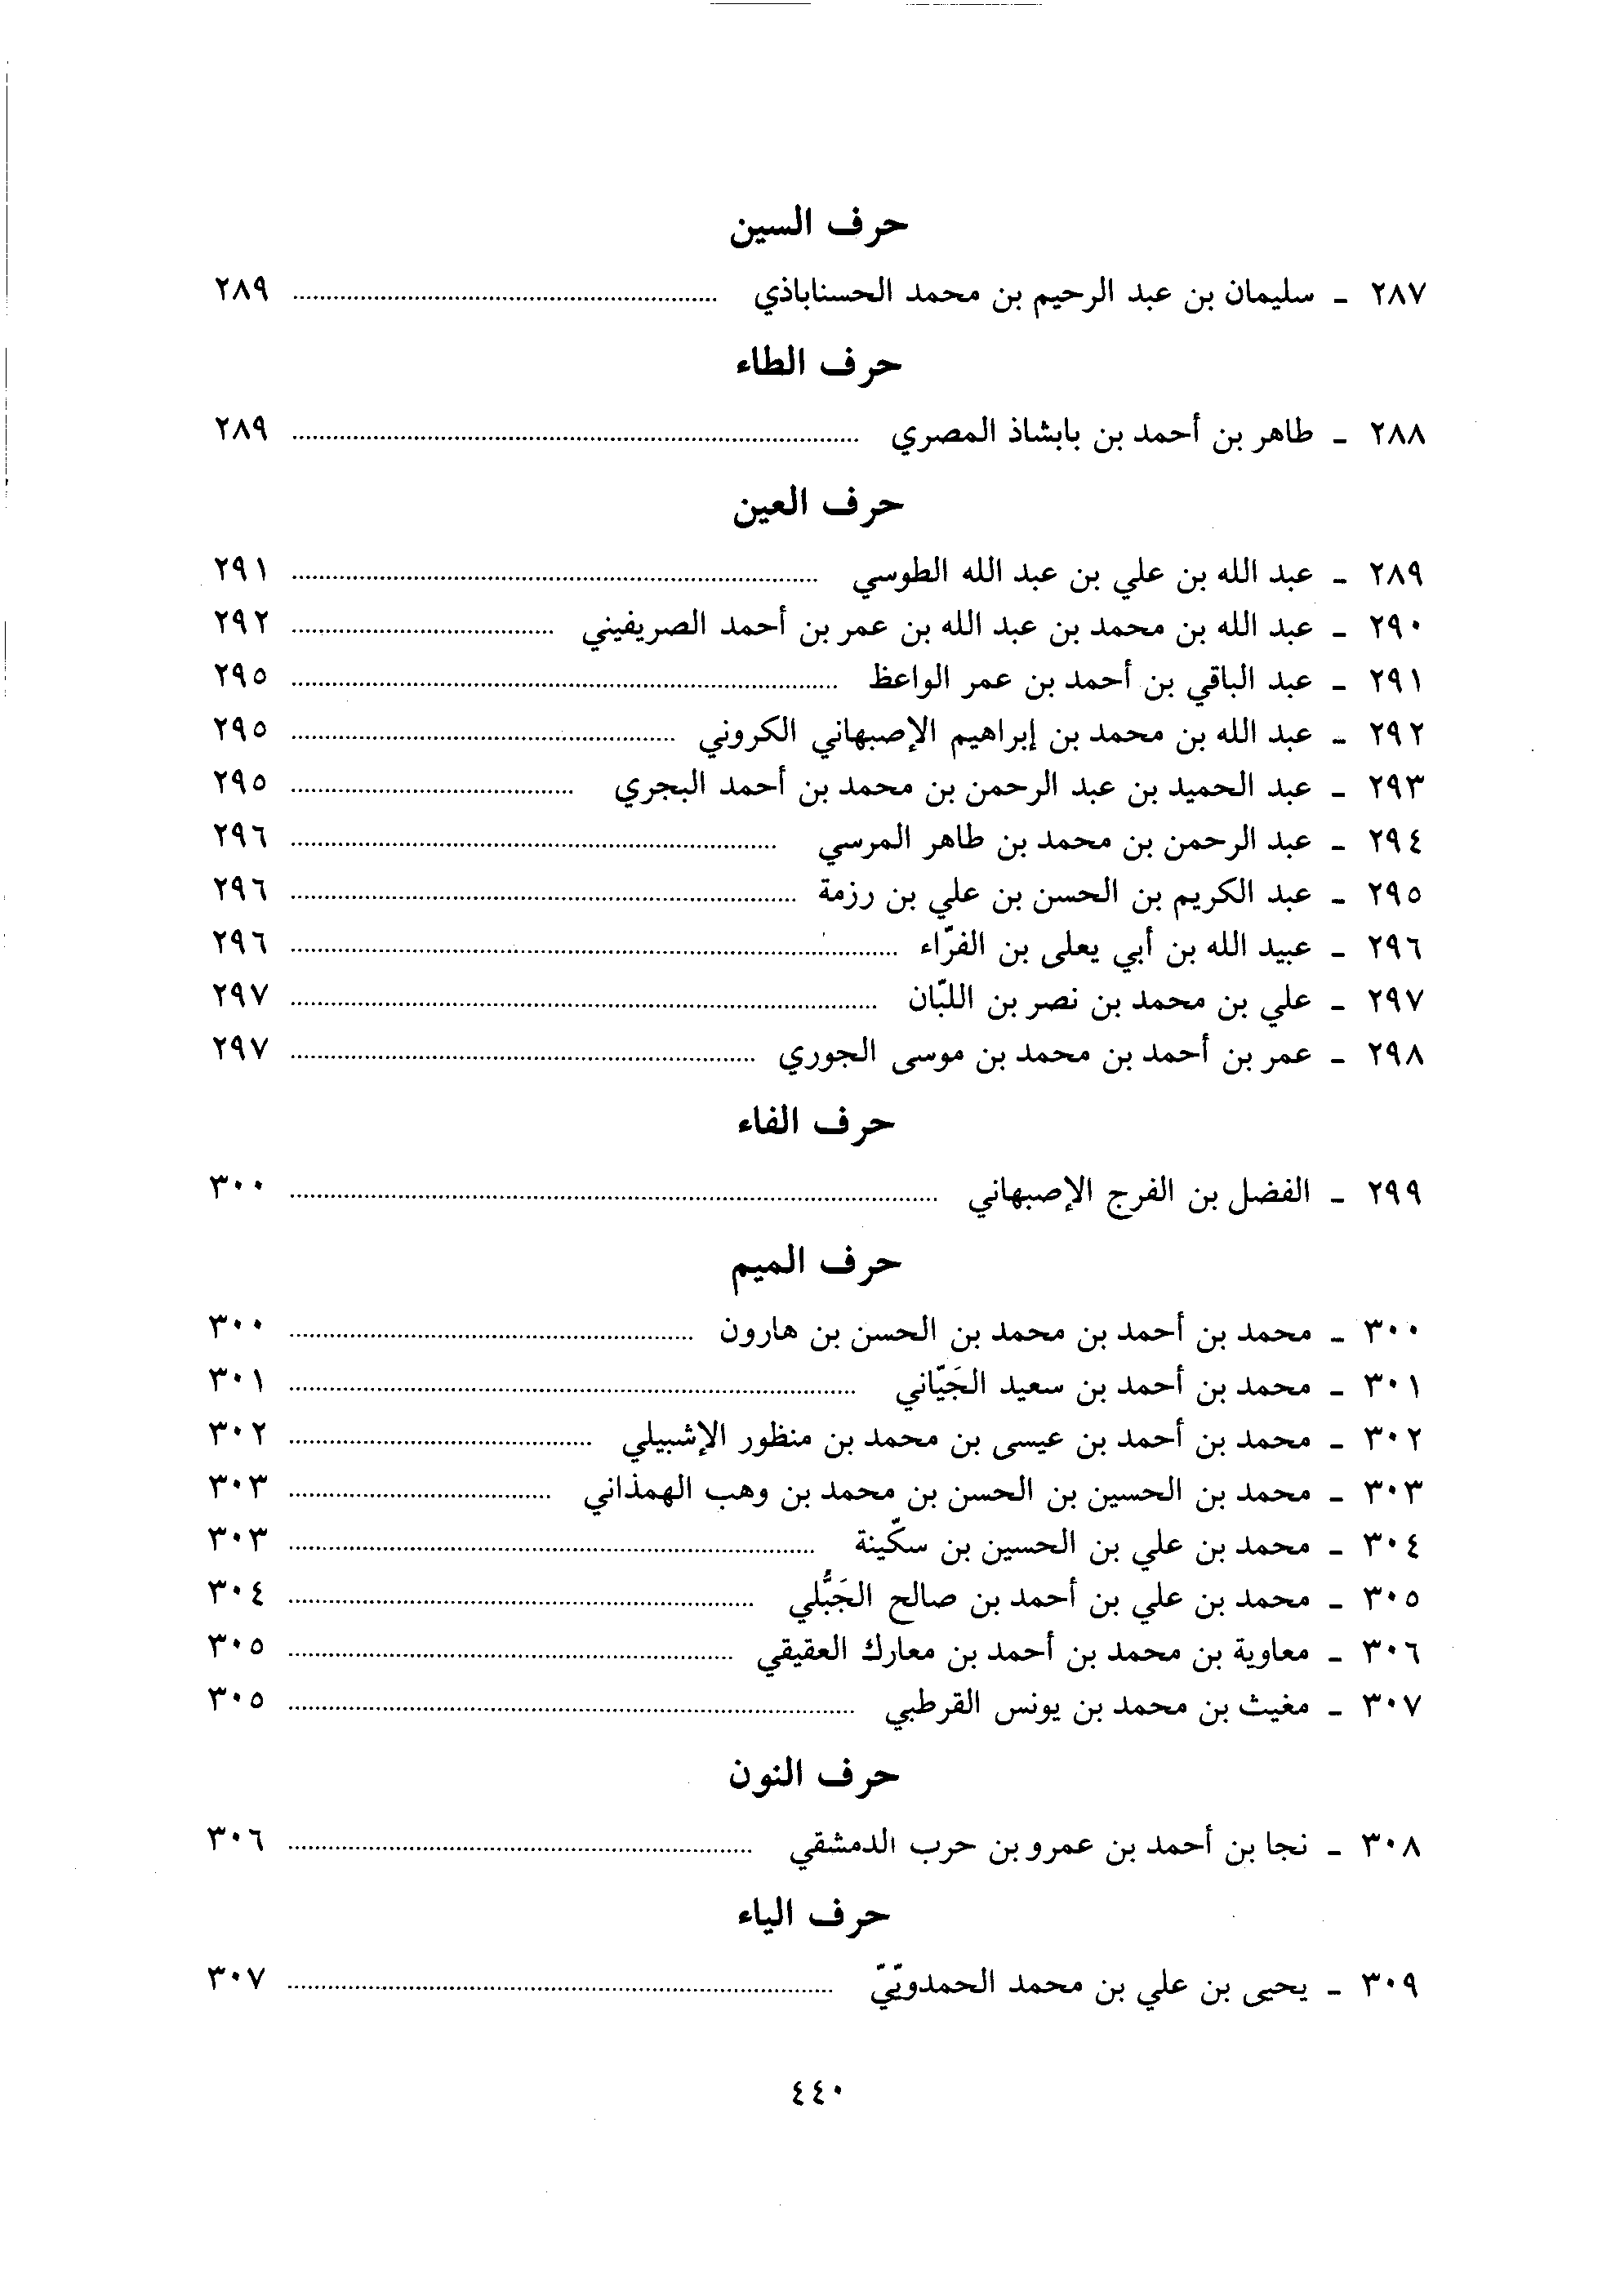 حرف السين
٢٨٧ ـ سليمان بن عبد الرحيم بن محمد الحسناباذي ................ ٢٨٩
حرف الطاء
٢٨٨ ـ طاهر بن أحمد بن بابشاذ المصري ................ ٢٨٩
حرف العين
٢٨٩ ـ عبد الله بن علي بن عبد الله الطوسي ................ ٢٩١
٢٩٠ ـ عبد الله بن محمد بن عبد الله بن عمر بن أحمد الصريفيني ................ ٢٩٢
٢٩١ ـ عبد الباقي بن أحمد بن عمر الواعظ ................ ٢٩٥
٢٩٢ ـ عبد الله بن محمد بن إبراهيم الإصبهاني الكروني ................ ٢٩٥
٢٩٣ ـ عبد الحميد بن عبد الرحمن بن محمد بن أحمد البجري ................ ٢٩٥
٢٩٤ ـ عبد الرحمن بن محمد بن طاهر المرسي ................ ٢٩٦
٢٩٥ ـ عبد الكريم بن الحسن بن علي بن رزمة ................ ٢٩٦
٢٩٦ ـ عبيد الله بن أبي يعلى بن الفرّاء ................ ٢٩٦
٢٩٧ ـ علي بن محمد بن نصر بن اللبّان ................ ٢٩٧
٢٩٨ ـ عمر بن أحمد بن محمد بن موسى الجوري ................ ٢٩٧
حرف الفاء
٢٩٩ ـ الفضل بن الفرج الإصبهاني ................ ٣٠٠
حرف الميم
٣٠٠ ـ محمد بن أحمد بن محمد بن الحسن بن هارون ................ ٣٠٠
٣٠١ ـ محمد بن أحمد بن سعيد الجَيّاني ................ ٣٠١
٣٠٢ ـ محمد بن أحمد بن عيسى بن محمد بن منظور الإشبيلي ................ ٣٠٢
٣٠٣ ـ محمد بن الحسين بن الحسن بن محمد بن وهب الهمذاني ................ ٣٠٣
٣٠٤ ـ محمد بن علي بن الحسين بن سكّينة ................ ٣٠٣
٣٠٥ ـ محمد بن علي بن أحمد بن صالح الجَبُّلي ................ ٣٠٤
٣٠٦ ـ معاوية بن محمد بن أحمد بن معارك العقيقي ................ ٣٠٥
٣٠٧ ـ مغيث بن محمد بن يونس القرطبي ................ ٣٠٥
حرف النون
٣٠٨ ـ نجا بن أحمد بن عمرو بن حرب الدمشقي ................ ٣٠٦
حرف الياء
٣٠٩ ـ يحيى بن علي بن محمد الحمدويّيّ ................ ٣٠٧
٤٤٠